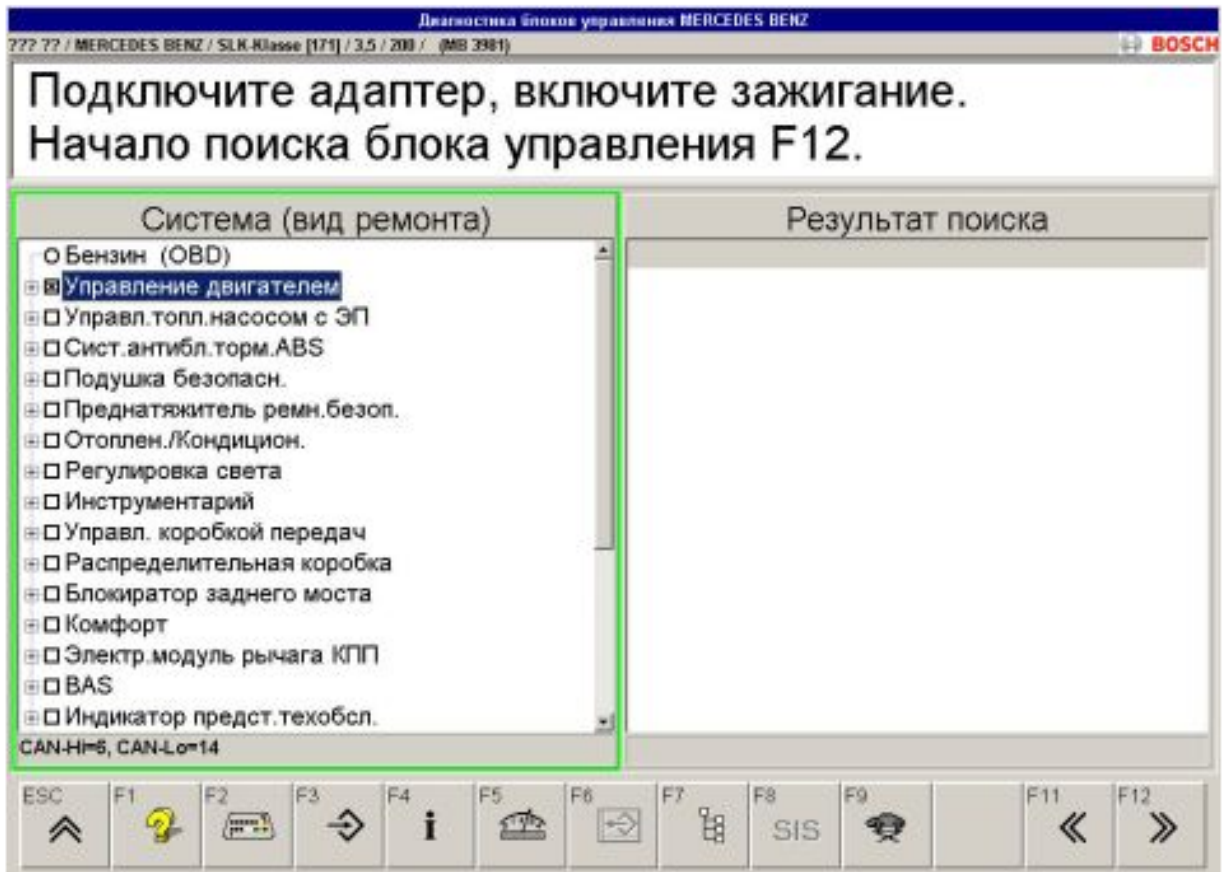 Диагностика блоков управления MERCEDES BENZ
??? ?? / MERCEDES BENZ / SLK-Klasse [171] / 3,5 / 200 / (MB 3981)
BOSCH
Подключите адаптер, включите зажигание.
Начало поиска блока управления F12.
Система (вид ремонта)
Бензин (OBD)
Управление двигателем
Управл.топл.насосом с ЭП
Сист.антибл.торм.ABS
Подушка безопасн.
Преднатяжитель ремн.безоп.
Отоплен./Кондицион.
Регулировка света
Инструментарий
Управл. коробкой передач
Распределительная коробка
Блокиратор заднего моста
Комфорт
Электр.модуль рычага КПП
BAS
Индикатор предст.техобсл.
CAN-Hi=6, CAN-Lo=14
Результат поиска
ESC F1 F2 F3 F4 F5 F6 F7 F8 F9 F11 F12
SIS